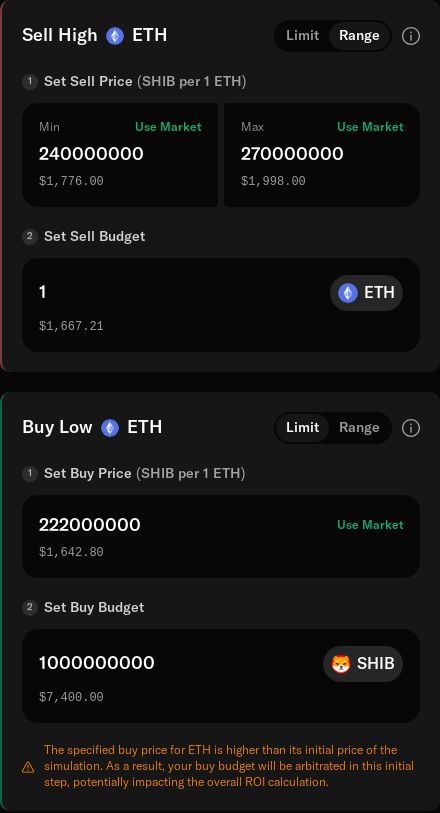 Sell High ETH Limit Range
1 Set Sell Price (SHIB per 1 ETH)
Min Use Market Max Use Market
240000000 270000000
$1,776.00 $1,998.00
2 Set Sell Budget
1 ETH
$1,667.21
Buy Low ETH Limit Range
1 Set Buy Price (SHIB per 1 ETH)
222000000 Use Market
$1,642.80
2 Set Buy Budget
1000000000 SHIB
$7,400.00
The specified buy price for ETH is higher than its initial price of the
simulation. As a result, your buy budget will be arbitrated in this initial
step, potentially impacting the overall ROI calculation.